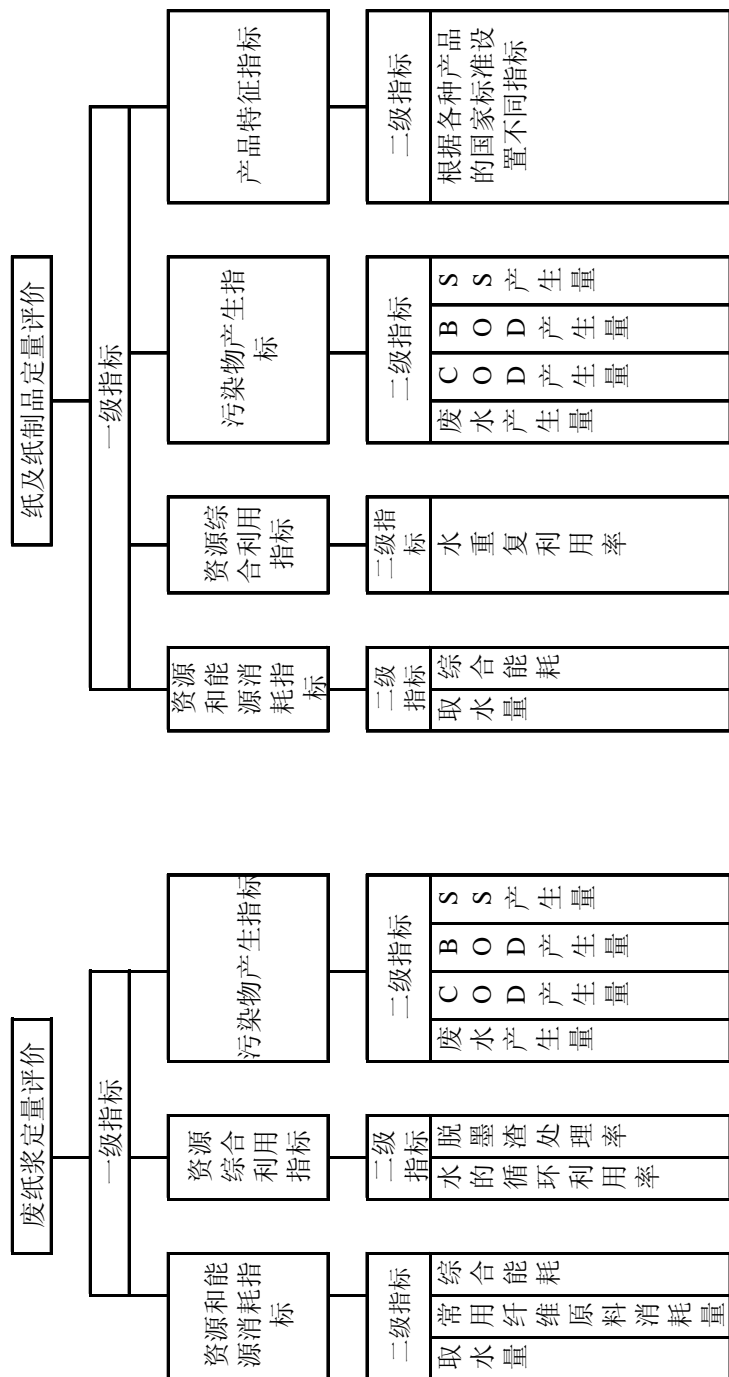 废纸浆定量评价
一级指标
资源和能
源消耗指
标
二级指标
取水量
常用纤维原料消耗量
综合能耗
资源
综合
利用
指标
二级
指标
水的循环利用率
脱墨渣处理率
污染物产生指标
二级指标
废水产生量
COD产生量
BOD产生量
SS产生量
纸及纸制品定量评价
一级指标
资源
和能
源消
耗指
标
二级
指标
取水量
综合能耗
资源综
合利用
指标
二级指
标
水重复利用率
污染物产生指
标
二级指标
废水产生量
COD产生量
BOD产生量
SS产生量
产品特征指标
二级指标
根据各种产品
的国家标准设
置不同指标